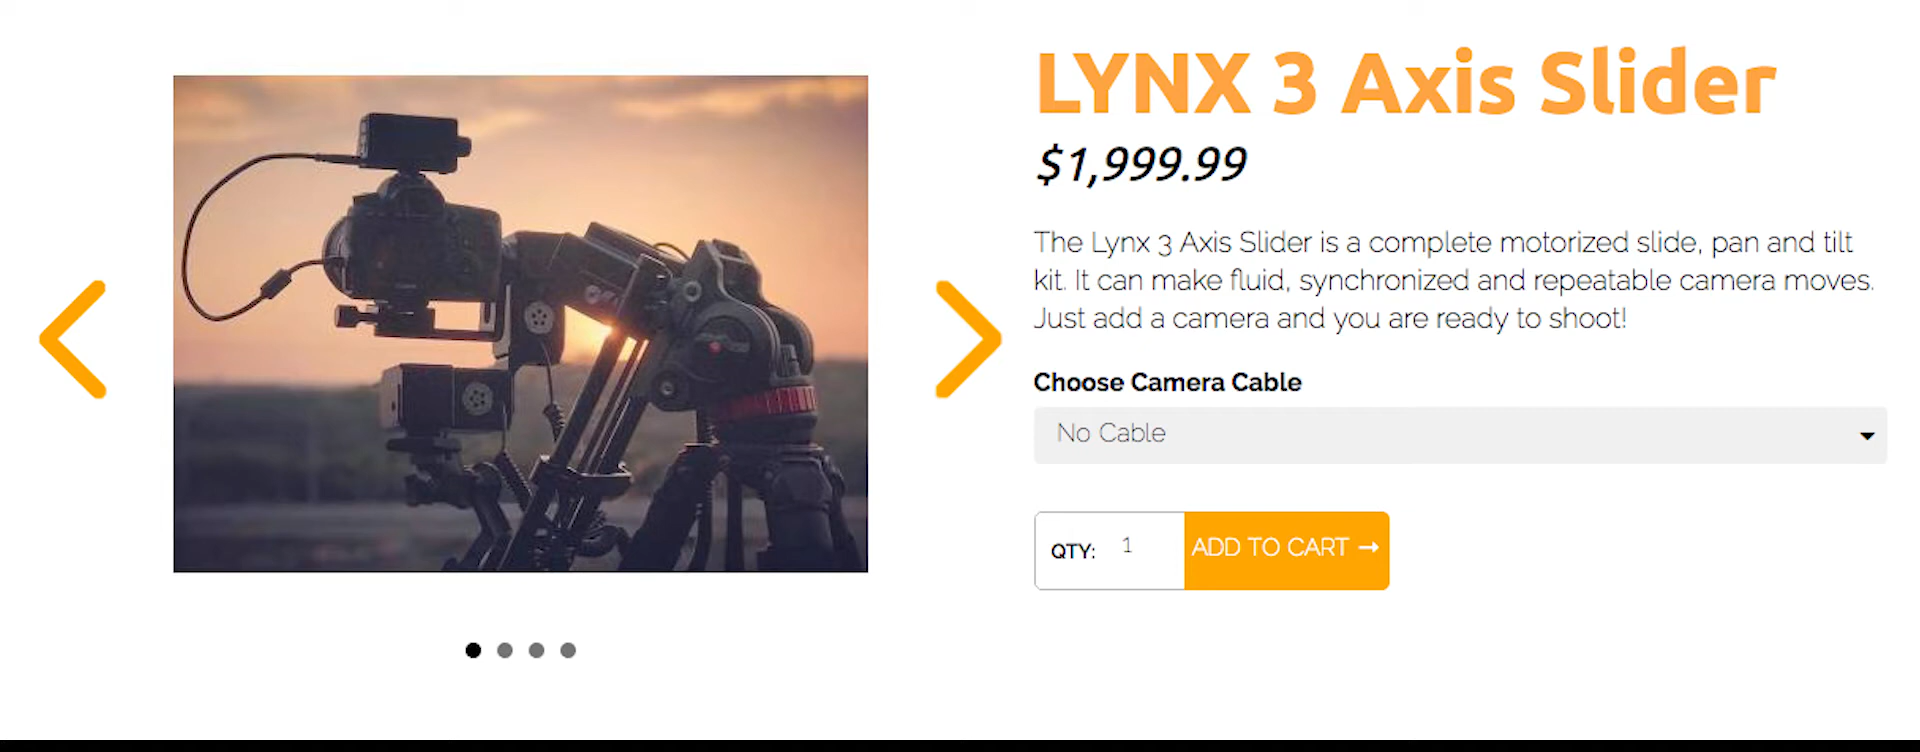 LYNX 3 Axis Slider
$1,999.99
The Lynx 3 Axis Slider is a complete motorized slide, pan and tilt
kit. It can make fluid, synchronized and repeatable camera moves.
Just add a camera and you are ready to shoot!
Choose Camera Cable
No Cable
QTY: 1 ADD TO CART →